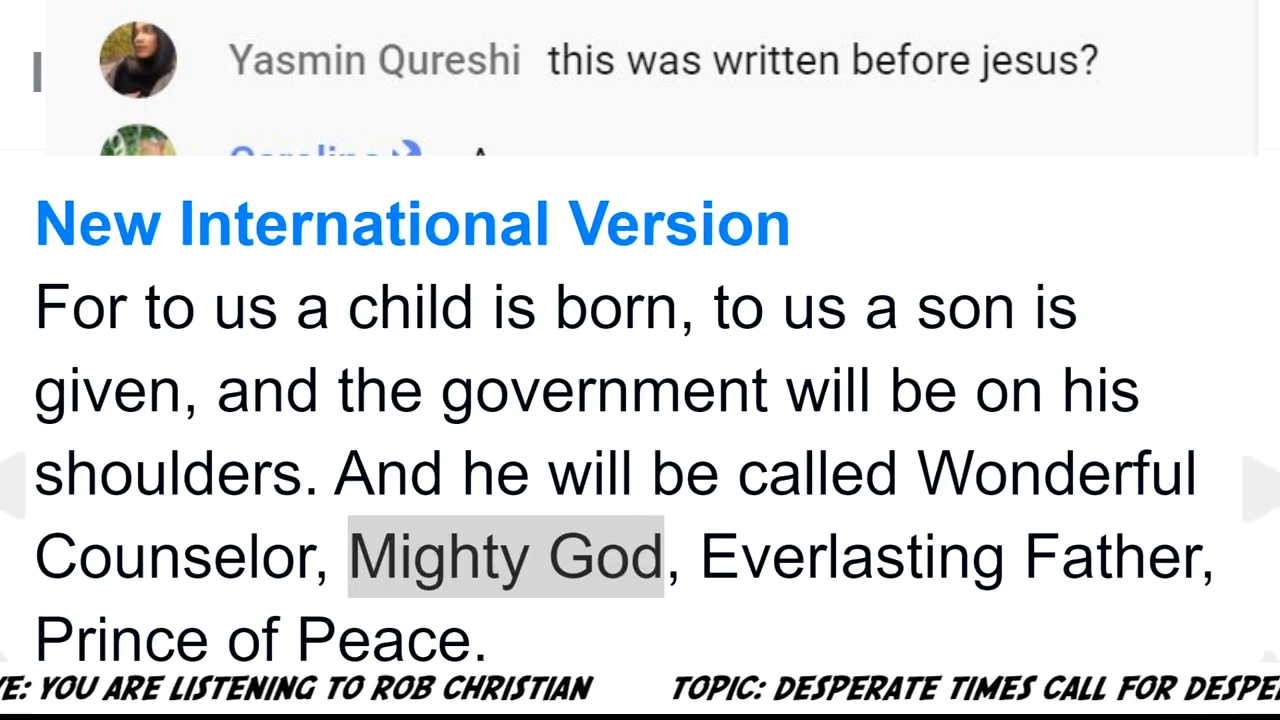 Yasmin Qureshi this was written before jesus?
New International Version
For to us a child is born, to us a son is
given, and the government will be on his
shoulders. And he will be called Wonderful
Counselor, Mighty God, Everlasting Father,
Prince of Peace.
YOU ARE LISTENING TO ROB CHRISTIAN TOPIC: DESPERATE TIMES CALL FOR